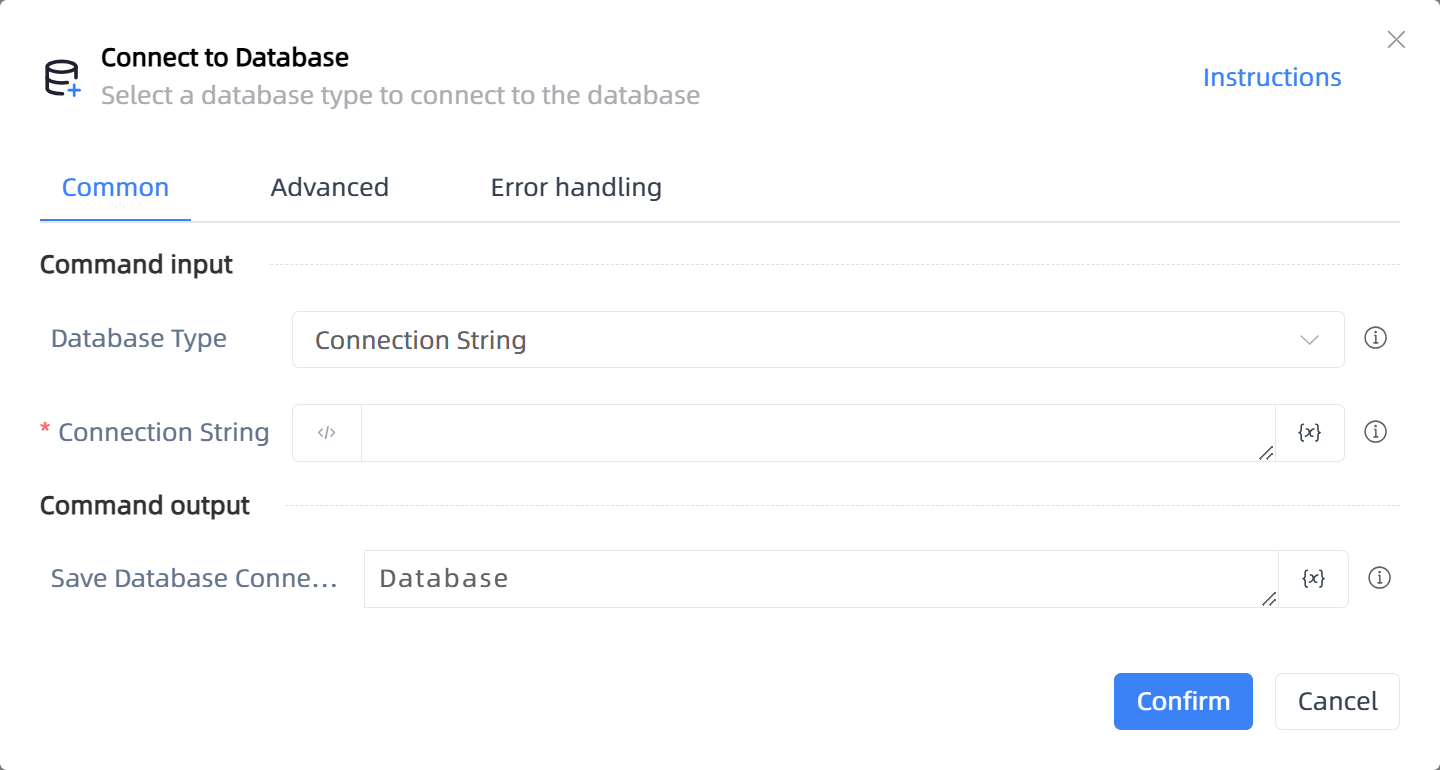 Connect to Database
Select a database type to connect to the database
Instructions
Common
Advanced
Error handling
Command input
Database Type
Connection String
* Connection String
</>
{x}
Command output
Save Database Conne...
Database
{x}
Confirm
Cancel